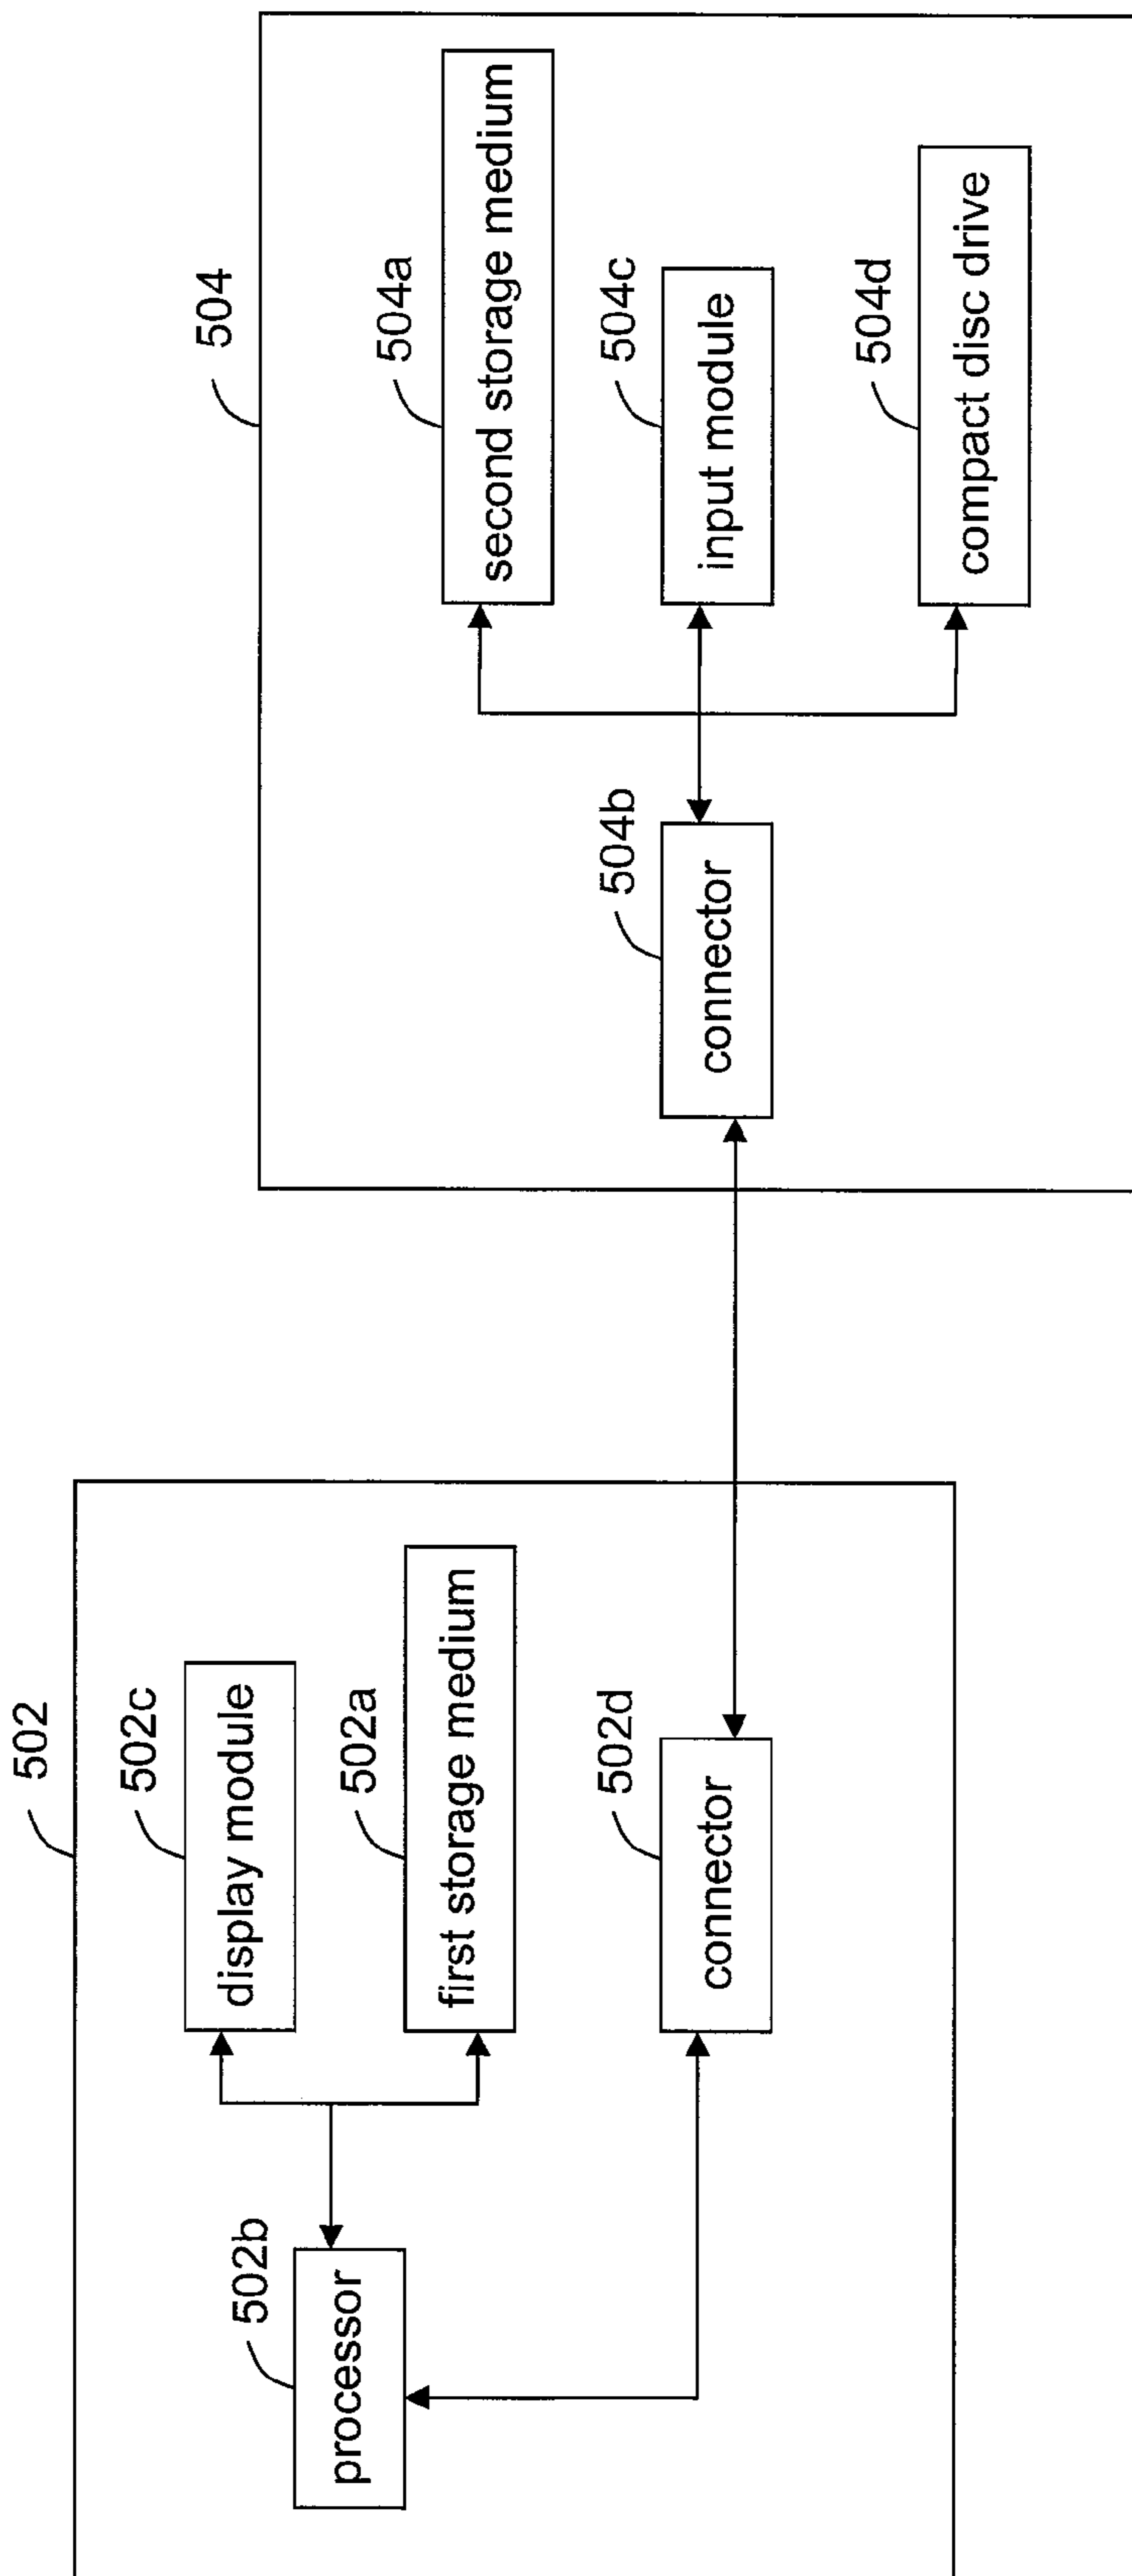 502
502c
display module
502a
first storage medium
502b
processor
502d
connector
504
504a
second storage medium
504b
connector
504c
input module
504d
compact disc drive